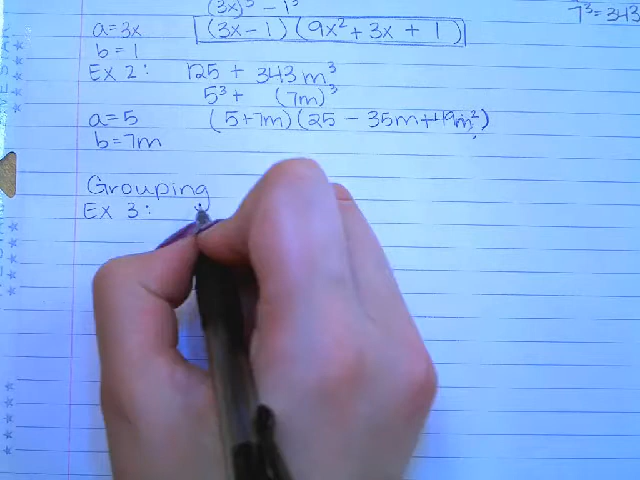 (3x)³ - 1³
7³ = 343
a = 3x
(3x - 1) (9x² + 3x + 1)
b = 1
Ex 2: 125 + 343m³
5³ + (7m)³
a = 5
(5 + 7m) (25 - 35m + 49m²)
b = 7m
Grouping
Ex 3: